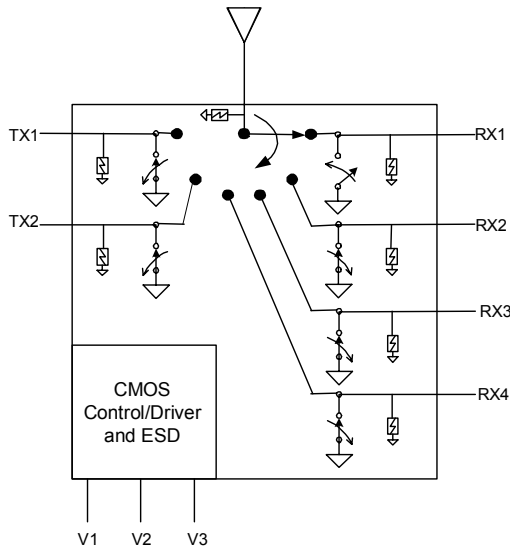 TX1
RX1
TX2
RX2
RX3
RX4
CMOS
Control/Driver
and ESD
V1 V2 V3